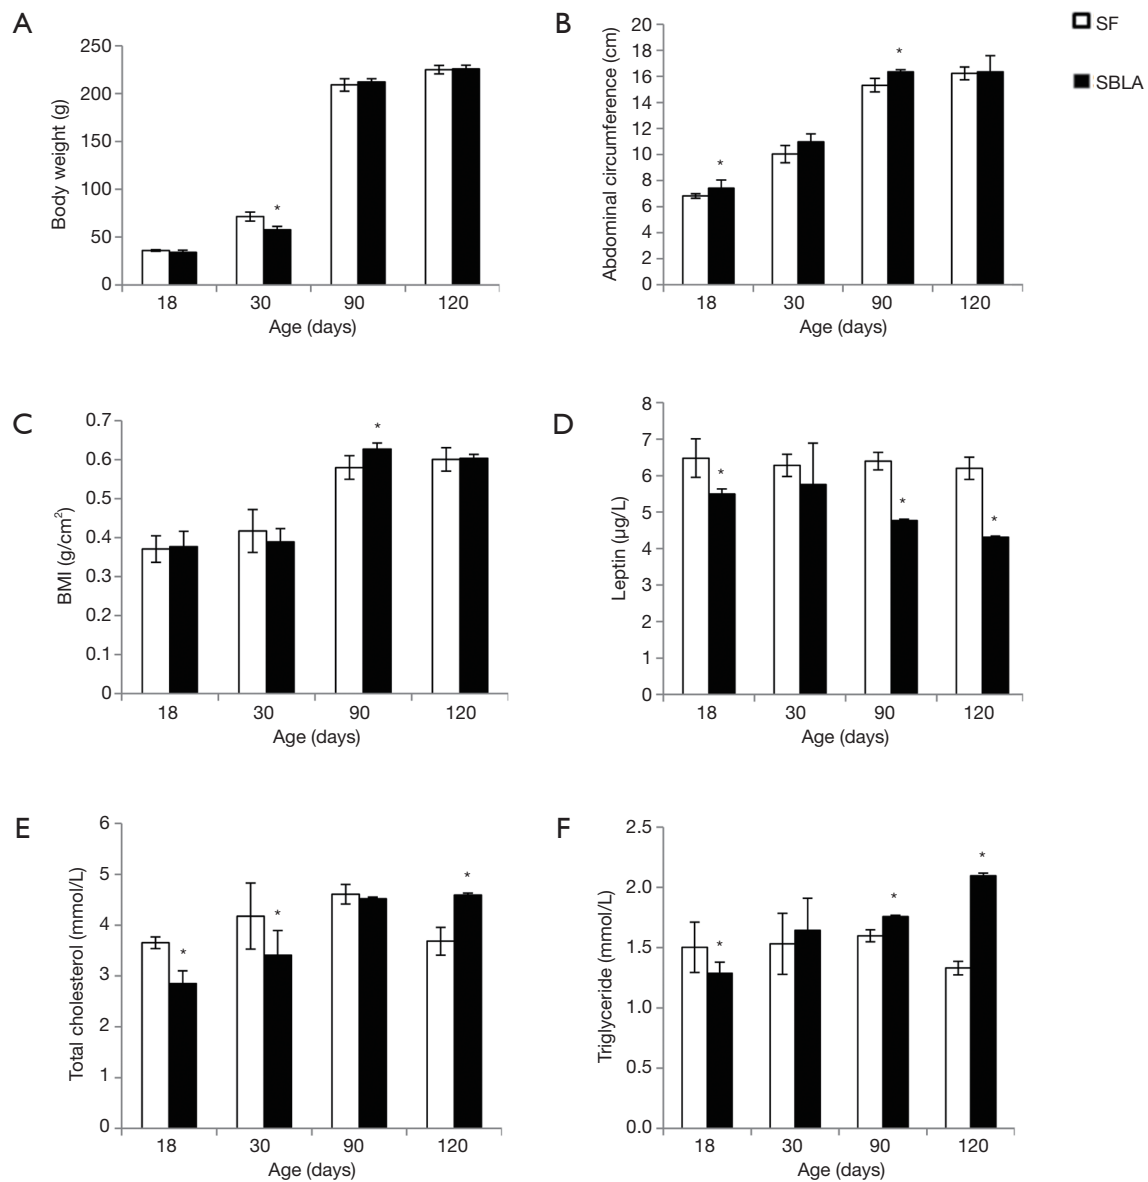 A
250
200
150
100
50
0
Body weight (g)
*
18 30 90 120
Age (days)
B
20
18
16
14
12
10
8
6
4
2
0
Abdominal circumference (cm)
*
*
18 30 90 120
Age (days)
SF
SBLA
C
0.7
0.6
0.5
0.4
0.3
0.2
0.1
0
BMI (g/cm²)
*
18 30 90 120
Age (days)
D
8
7
6
5
4
3
2
1
0
Leptin (µg/L)
*
*
*
18 30 90 120
Age (days)
E
6
5
4
3
2
1
0
Total cholesterol (mmol/L)
*
*
*
18 30 90 120
Age (days)
F
2.5
2.0
1.5
1.0
0.5
0.0
Triglyceride (mmol/L)
*
*
*
18 30 90 120
Age (days)